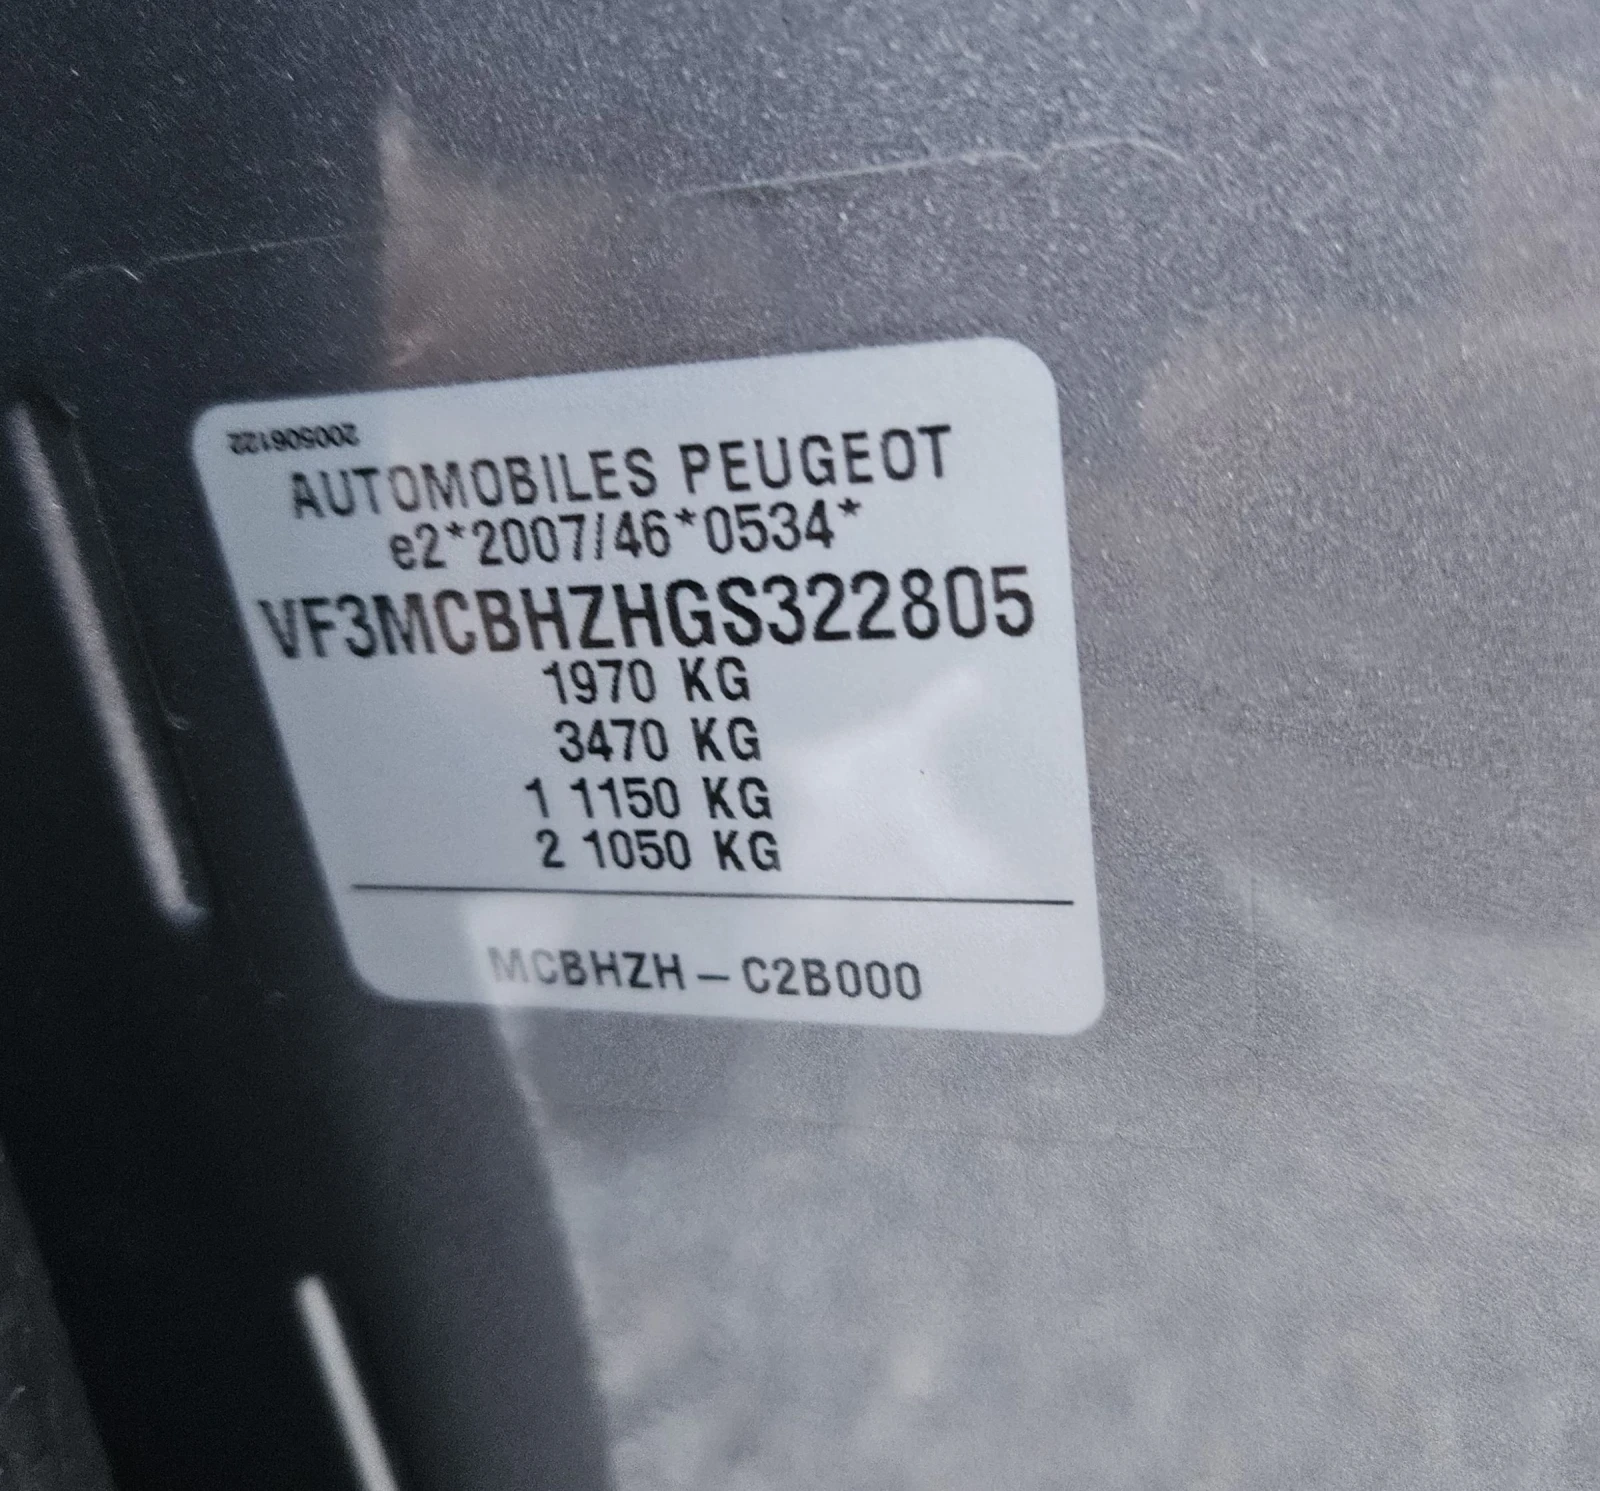 200506122
AUTOMOBILES PEUGEOT
e2*2007/46*0534*
VF3MCBHZHGS322805
1970 KG
3470 KG
1 1150 KG
2 1050 KG
MCBHZH – C2B000